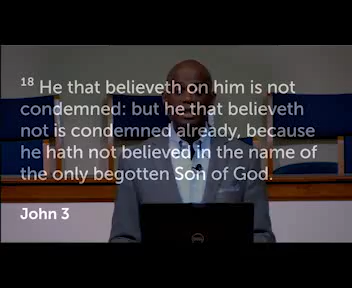 18 He that believeth on him is not
condemned: but he that believeth
not is condemned already, because
he hath not believed in the name of
the only begotten Son of God.
John 3
DELL